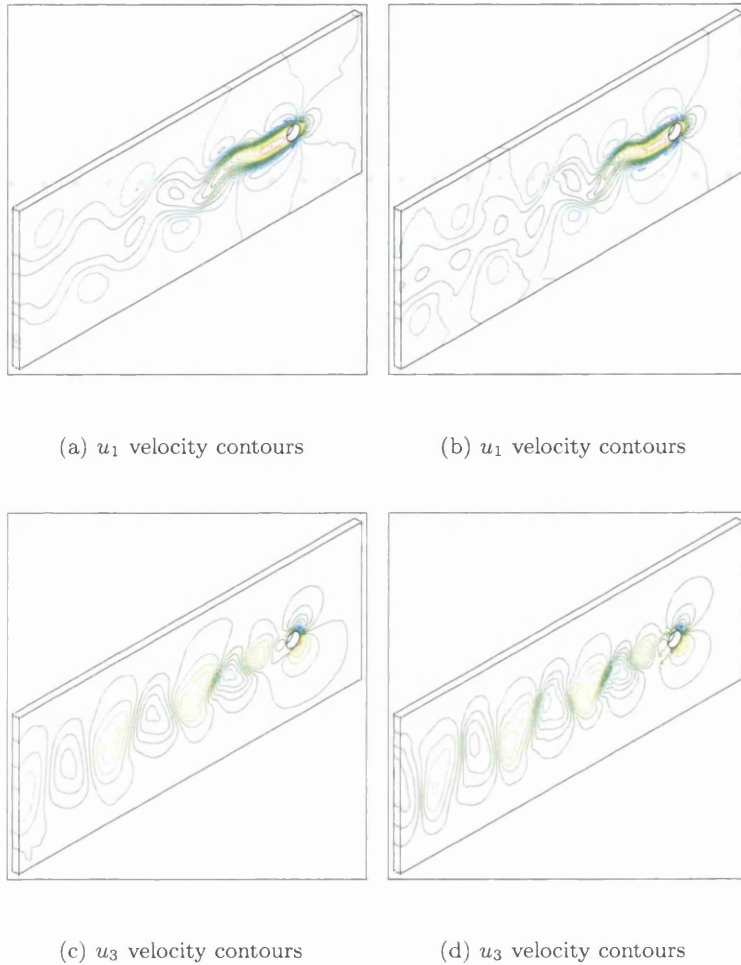 (a) u₁ velocity contours
(b) u₁ velocity contours
(c) u₃ velocity contours
(d) u₃ velocity contours